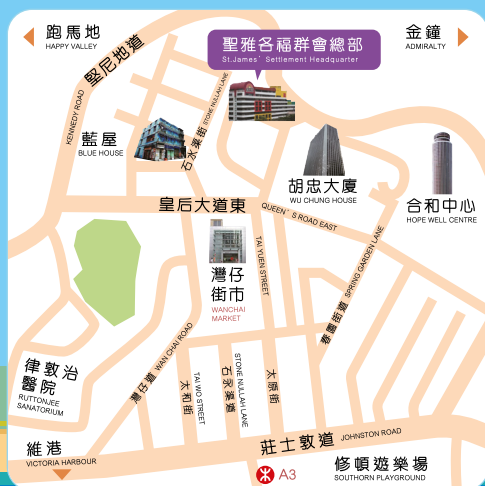 跑馬地
HAPPY VALLEY
堅尼地道
KENNEDY ROAD
聖雅各福群會總部
St.James' Settlement Headquarter
金鐘
ADMIRALTY
石水渠街 STONE NULLAH LANE
藍屋
BLUE HOUSE
胡忠大廈
WU CHUNG HOUSE
合和中心
HOPE WELL CENTRE
皇后大道東
QUEEN'S ROAD EAST
灣仔
街市
WANCHAI
MARKET
TAI YUEN STREET
太原街
春園街遊 SPRING GARDEN LANE
灣仔道 WAN CHAI ROAD
TAI WO STREET
太和街
STONE NULLAH LANE
石水渠道
律敦治
醫院
RUTTONJEE
SANATORIUM
維港
VICTORIA HARBOUR
莊士敦道 JOHNSTON ROAD
A3
修頓遊樂場
SOUTHORN PLAYGROUND